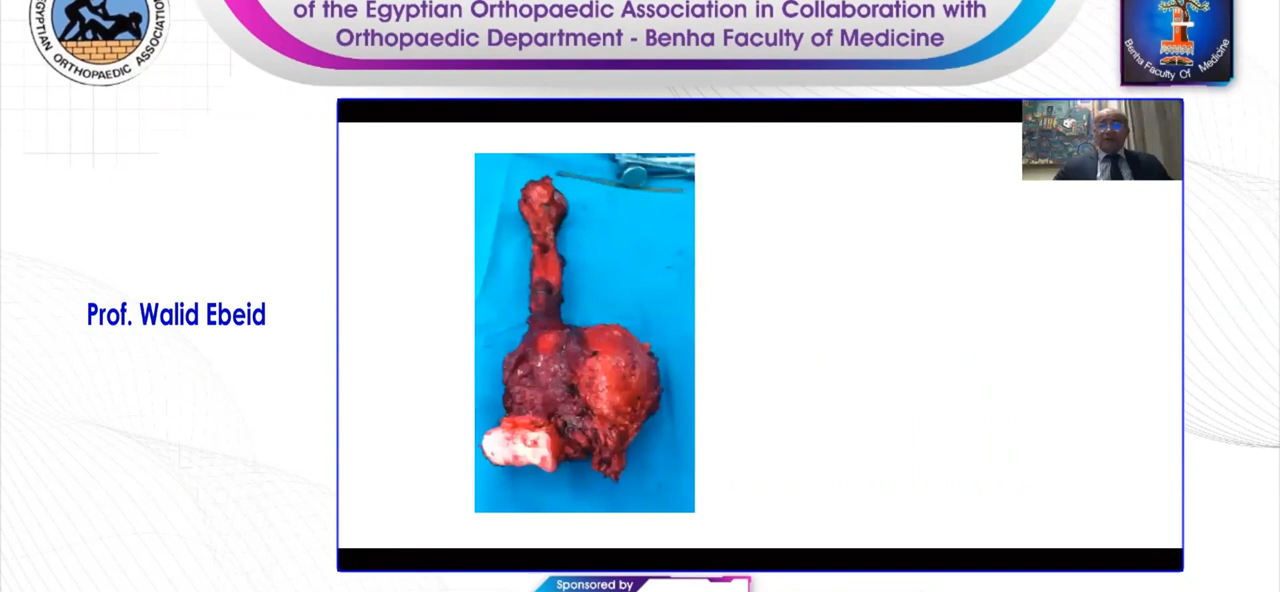 of the Egyptian Orthopaedic Association in Collaboration with
Orthopaedic Department - Benha Faculty of Medicine
EGYPTIAN ORTHOPAEDIC ASSOCIATION
Benha Faculty Of Medicine
Prof. Walid Ebeid
Sponsored by